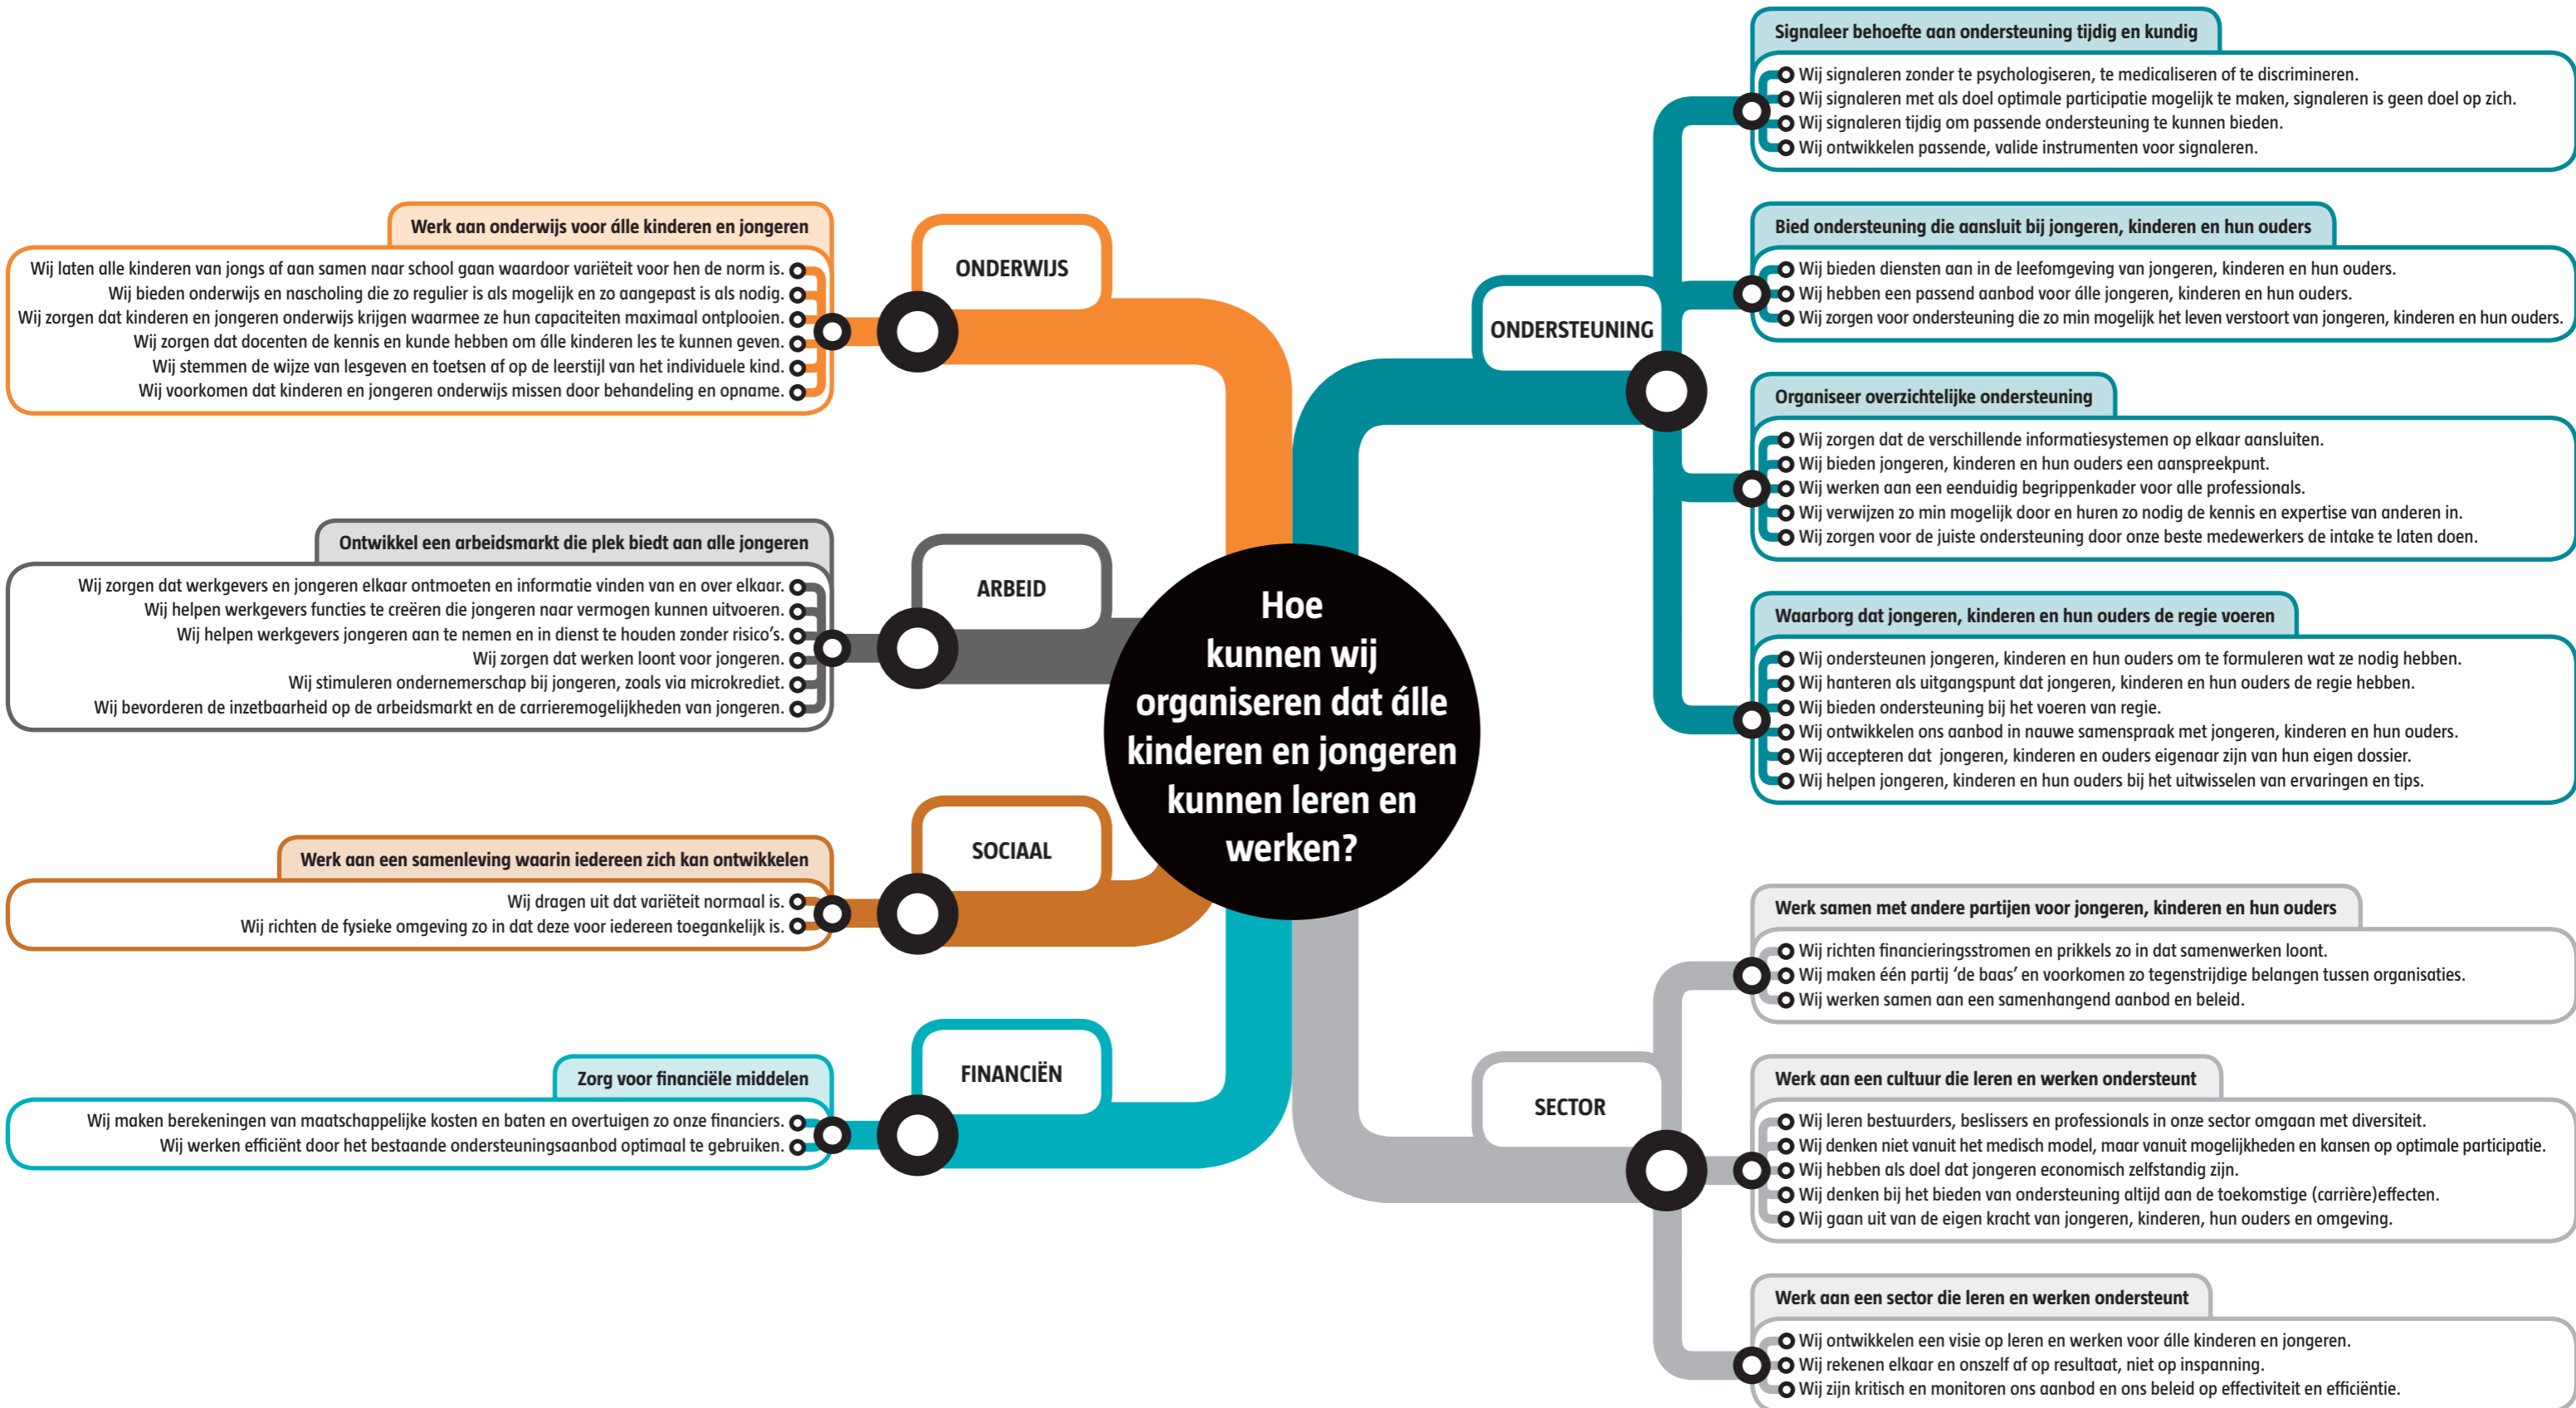 Hoe
kunnen wij
organiseren dat álle
kinderen en jongeren
kunnen leren en
werken?
ONDERWIJS
Werk aan onderwijs voor álle kinderen en jongeren
Wij laten alle kinderen van jongs af aan samen naar school gaan waardoor variëteit voor hen de norm is.
Wij bieden onderwijs en nascholing die zo regulier is als mogelijk en zo aangepast is als nodig.
Wij zorgen dat kinderen en jongeren onderwijs krijgen waarmee ze hun capaciteiten maximaal ontplooien.
Wij zorgen dat docenten de kennis en kunde hebben om álle kinderen les te kunnen geven.
Wij stemmen de wijze van lesgeven en toetsen af op de leerstijl van het individuele kind.
Wij voorkomen dat kinderen en jongeren onderwijs missen door behandeling en opname.
ARBEID
Ontwikkel een arbeidsmarkt die plek biedt aan alle jongeren
Wij zorgen dat werkgevers en jongeren elkaar ontmoeten en informatie vinden van en over elkaar.
Wij helpen werkgevers functies te creëren die jongeren naar vermogen kunnen uitvoeren.
Wij helpen werkgevers jongeren aan te nemen en in dienst te houden zonder risico's.
Wij zorgen dat werken loont voor jongeren.
Wij stimuleren ondernemerschap bij jongeren, zoals via microkrediet.
Wij bevorderen de inzetbaarheid op de arbeidsmarkt en de carrieremogelijkheden van jongeren.
SOCIAAL
Werk aan een samenleving waarin iedereen zich kan ontwikkelen
Wij dragen uit dat variëteit normaal is.
Wij richten de fysieke omgeving zo in dat deze voor iedereen toegankelijk is.
FINANCIËN
Zorg voor financiële middelen
Wij maken berekeningen van maatschappelijke kosten en baten en overtuigen zo onze financiers.
Wij werken efficiënt door het bestaande ondersteuningsaanbod optimaal te gebruiken.
ONDERSTEUNING
Signaleer behoefte aan ondersteuning tijdig en kundig
Wij signaleren zonder te psychologiseren, te medicaliseren of te discrimineren.
Wij signaleren met als doel optimale participatie mogelijk te maken, signaleren is geen doel op zich.
Wij signaleren tijdig om passende ondersteuning te kunnen bieden.
Wij ontwikkelen passende, valide instrumenten voor signaleren.
Bied ondersteuning die aansluit bij jongeren, kinderen en hun ouders
Wij bieden diensten aan in de leefomgeving van jongeren, kinderen en hun ouders.
Wij hebben een passend aanbod voor álle jongeren, kinderen en hun ouders.
Wij zorgen voor ondersteuning die zo min mogelijk het leven verstoort van jongeren, kinderen en hun ouders.
Organiseer overzichtelijke ondersteuning
Wij zorgen dat de verschillende informatiesystemen op elkaar aansluiten.
Wij bieden jongeren, kinderen en hun ouders een aanspreekpunt.
Wij werken aan een eenduidig begrippenkader voor alle professionals.
Wij verwijzen zo min mogelijk door en huren zo nodig de kennis en expertise van anderen in.
Wij zorgen voor de juiste ondersteuning door onze beste medewerkers de intake te laten doen.
Waarborg dat jongeren, kinderen en hun ouders de regie voeren
Wij ondersteunen jongeren, kinderen en hun ouders om te formuleren wat ze nodig hebben.
Wij hanteren als uitgangspunt dat jongeren, kinderen en hun ouders de regie hebben.
Wij bieden ondersteuning bij het voeren van regie.
Wij ontwikkelen ons aanbod in nauwe samenspraak met jongeren, kinderen en hun ouders.
Wij accepteren dat jongeren, kinderen en ouders eigenaar zijn van hun eigen dossier.
Wij helpen jongeren, kinderen en hun ouders bij het uitwisselen van ervaringen en tips.
SECTOR
Werk samen met andere partijen voor jongeren, kinderen en hun ouders
Wij richten financieringsstromen en prikkels zo in dat samenwerken loont.
Wij maken één partij 'de baas' en voorkomen zo tegenstrijdige belangen tussen organisaties.
Wij werken samen aan een samenhangend aanbod en beleid.
Werk aan een cultuur die leren en werken ondersteunt
Wij leren bestuurders, beslissers en professionals in onze sector omgaan met diversiteit.
Wij denken niet vanuit het medisch model, maar vanuit mogelijkheden en kansen op optimale participatie.
Wij hebben als doel dat jongeren economisch zelfstandig zijn.
Wij denken bij het bieden van ondersteuning altijd aan de toekomstige (carrière)effecten.
Wij gaan uit van de eigen kracht van jongeren, kinderen, hun ouders en omgeving.
Werk aan een sector die leren en werken ondersteunt
Wij ontwikkelen een visie op leren en werken voor álle kinderen en jongeren.
Wij rekenen elkaar en onszelf af op resultaat, niet op inspanning.
Wij zijn kritisch en monitoren ons aanbod en ons beleid op effectiviteit en efficiëntie.